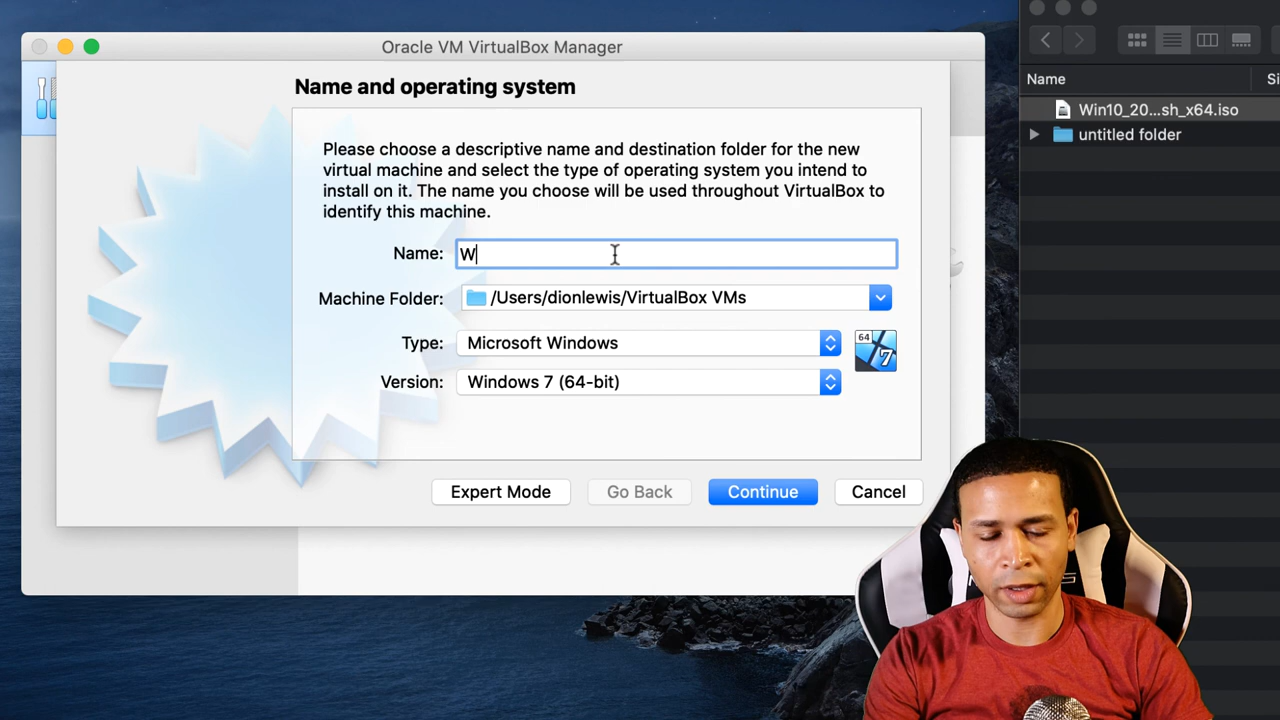 Oracle VM VirtualBox Manager
Name and operating system
Please choose a descriptive name and destination folder for the new
virtual machine and select the type of operating system you intend to
install on it. The name you choose will be used throughout VirtualBox to
identify this machine.
Name: W
Machine Folder: /Users/dionlewis/VirtualBox VMs
Type: Microsoft Windows
64
7
Version: Windows 7 (64-bit)
Expert Mode Go Back Continue Cancel
Name Si
Win10_20...sh_x64.iso
untitled folder